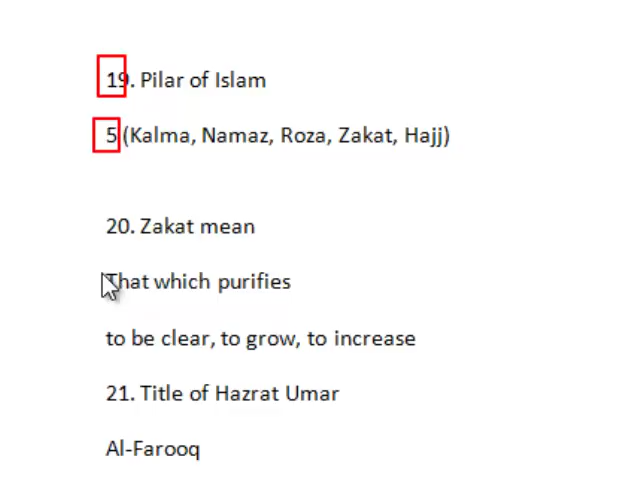 19. Pilar of Islam
5 (Kalma, Namaz, Roza, Zakat, Hajj)
20. Zakat mean
That which purifies
to be clear, to grow, to increase
21. Title of Hazrat Umar
Al-Farooq